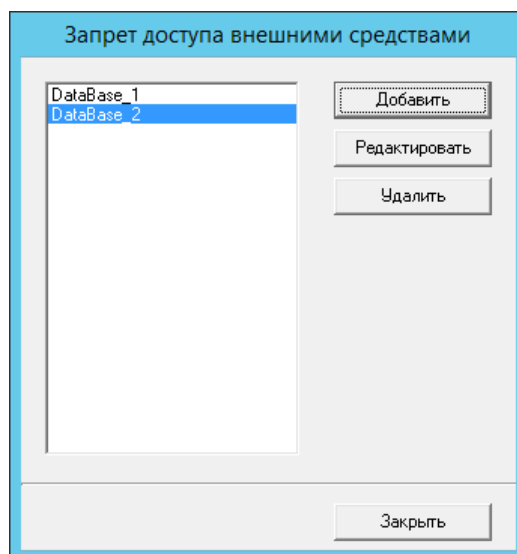 Запрет доступа внешними средствами
DataBase_1
DataBase_2
Добавить
Редактировать
Удалить
Закрыть